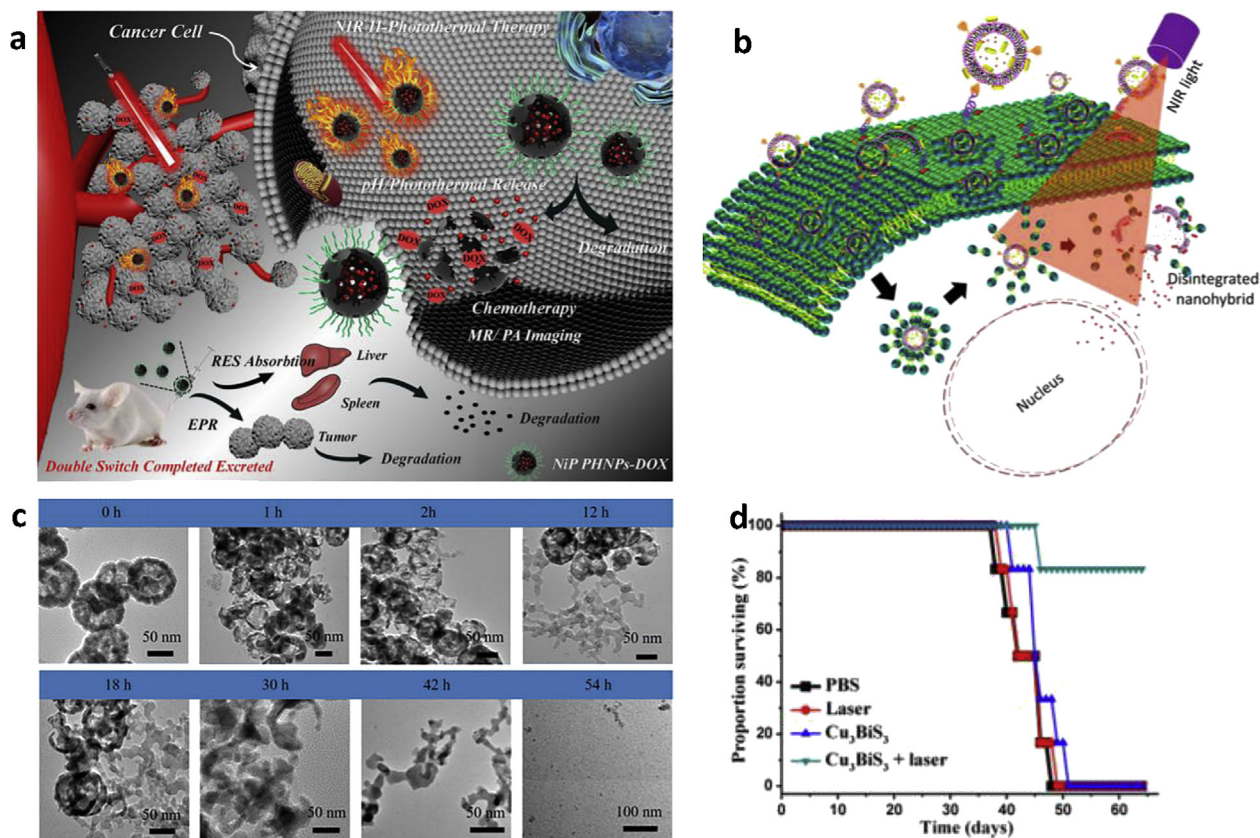 a
Cancer Cell
NIR II-Photothermal Therapy
DOX
DOX
DOX
DOX
DOX
pH/Photothermal Release
DOX
DOX
DOX
DOX
DOX
Degradation
Chemotherapy
MR/ PA Imaging
RES Absorbtion
Liver
Spleen
Degradation
EPR
Tumor
Degradation
Double Switch Completed Excreted
NiP PHNPs-DOX
b
NIR light
Disintegrated
nanohybrid
Nucleus
c
0 h
1 h
2h
12 h
50 nm
50 nm
50 nm
50 nm
18 h
30 h
42 h
54 h
50 nm
50 nm
50 nm
100 nm
d
Proportion surviving (%)
100
80
60
40
20
0
PBS
Laser
Cu₃BiS₃
Cu₃BiS₃ + laser
0 10 20 30 40 50 60
Time (days)